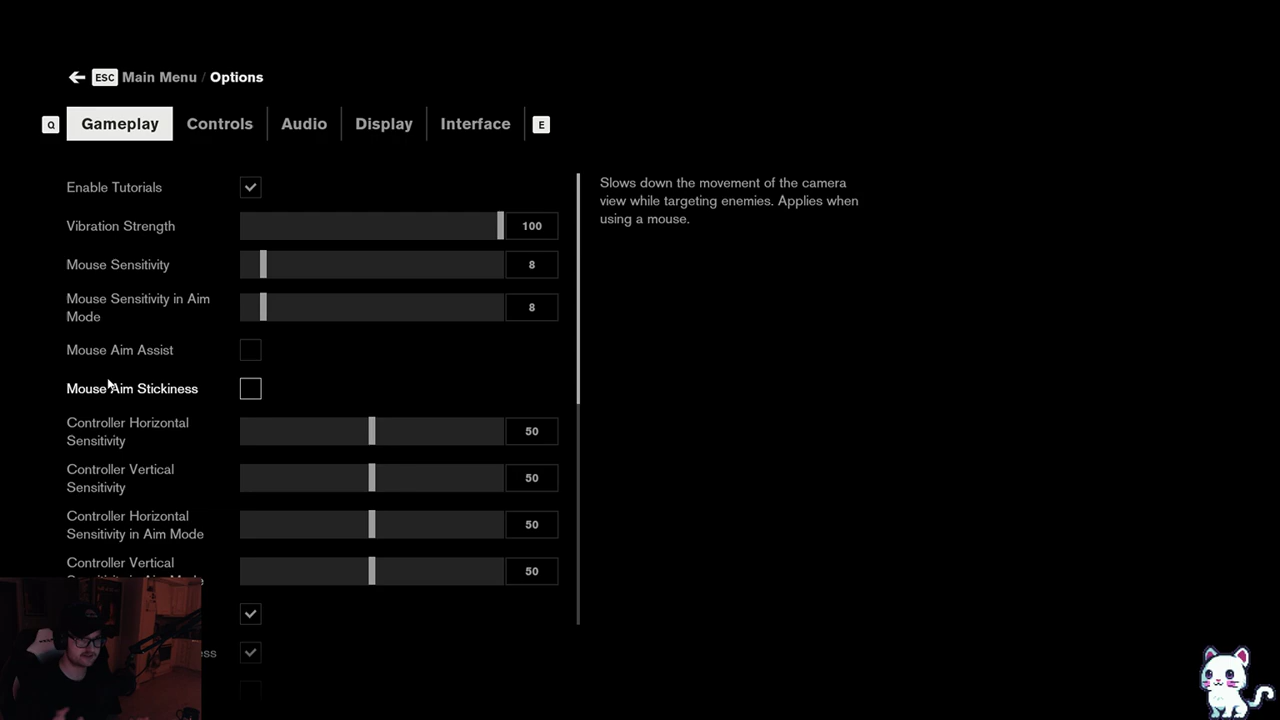 ESC Main Menu / Options
Q Gameplay Controls Audio Display Interface E
Enable Tutorials
Vibration Strength 100
Mouse Sensitivity 8
Mouse Sensitivity in Aim
Mode 8
Mouse Aim Assist
Mouse Aim Stickiness
Controller Horizontal
Sensitivity 50
Controller Vertical
Sensitivity 50
Controller Horizontal
Sensitivity in Aim Mode 50
Controller Vertical
50
Slows down the movement of the camera
view while targeting enemies. Applies when
using a mouse.